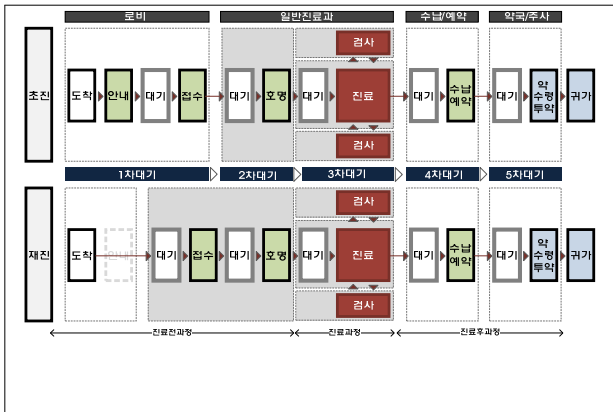 로비
일반진료과
수납/예약
약국/주사
초진
도착
안내
대기
접수
대기
호명
대기
검사
진료
검사
대기
수납
예약
대기
약
수령
투약
귀가
1차대기
2차대기
3차대기
4차대기
5차대기
재진
도착
안내
대기
접수
대기
호명
대기
검사
진료
검사
대기
수납
예약
대기
약
수령
투약
귀가
진료전과정
진료과정
진료후과정